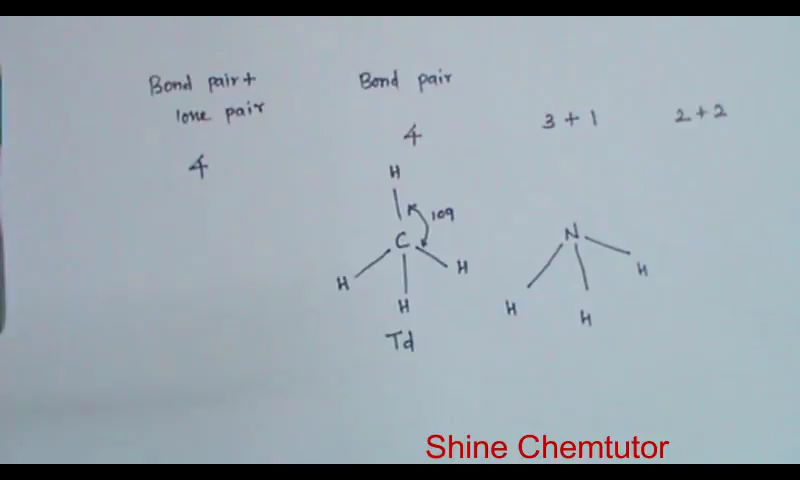 Bond pair +
lone pair
4
Bond pair
4
3 + 1
2 + 2
H
109
C
H
H
H
Td
N
H
H
H
Shine Chemtutor